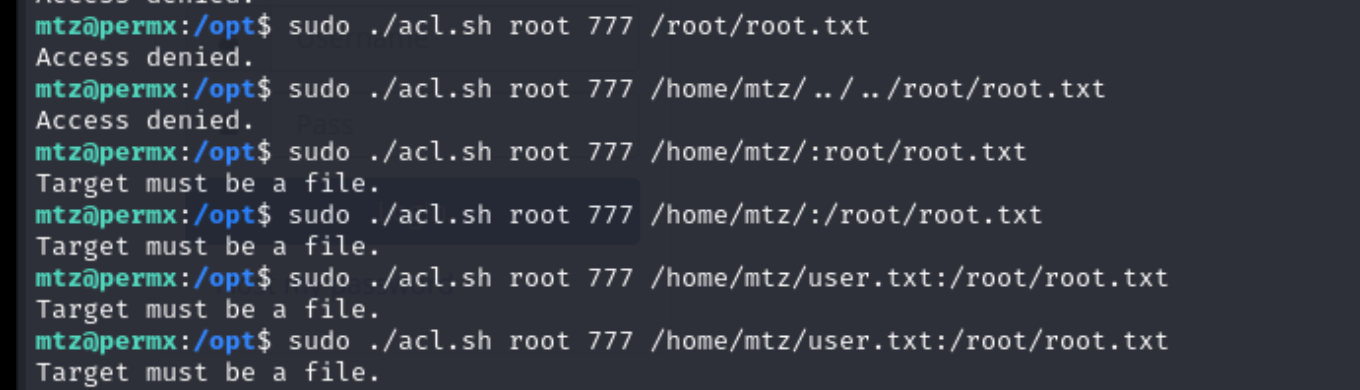 Access denied.
mtz@permx:/opt$ sudo ./acl.sh root 777 /root/root.txt
Access denied.
mtz@permx:/opt$ sudo ./acl.sh root 777 /home/mtz/../../root/root.txt
Access denied.
mtz@permx:/opt$ sudo ./acl.sh root 777 /home/mtz/:root/root.txt
Target must be a file.
mtz@permx:/opt$ sudo ./acl.sh root 777 /home/mtz/:/root/root.txt
Target must be a file.
mtz@permx:/opt$ sudo ./acl.sh root 777 /home/mtz/user.txt:/root/root.txt
Target must be a file.
mtz@permx:/opt$ sudo ./acl.sh root 777 /home/mtz/user.txt:/root/root.txt
Target must be a file.